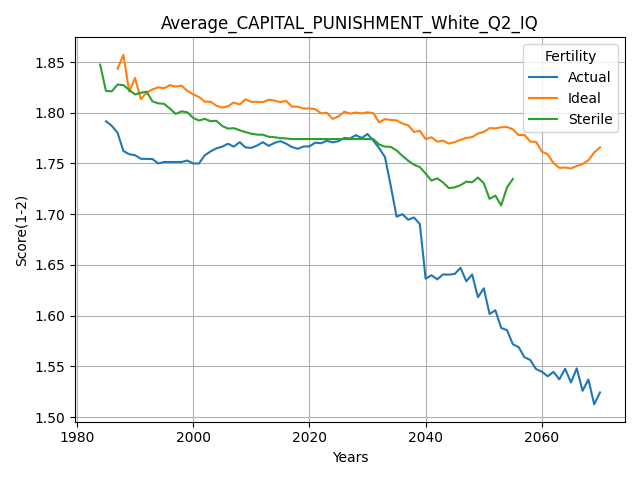 Average_CAPITAL_PUNISHMENT_White_Q2_IQ
Fertility
Actual
Ideal
Sterile
Score(1-2)
1.85
1.80
1.75
1.70
1.65
1.60
1.55
1.50
1980
2000
2020
2040
2060
Years